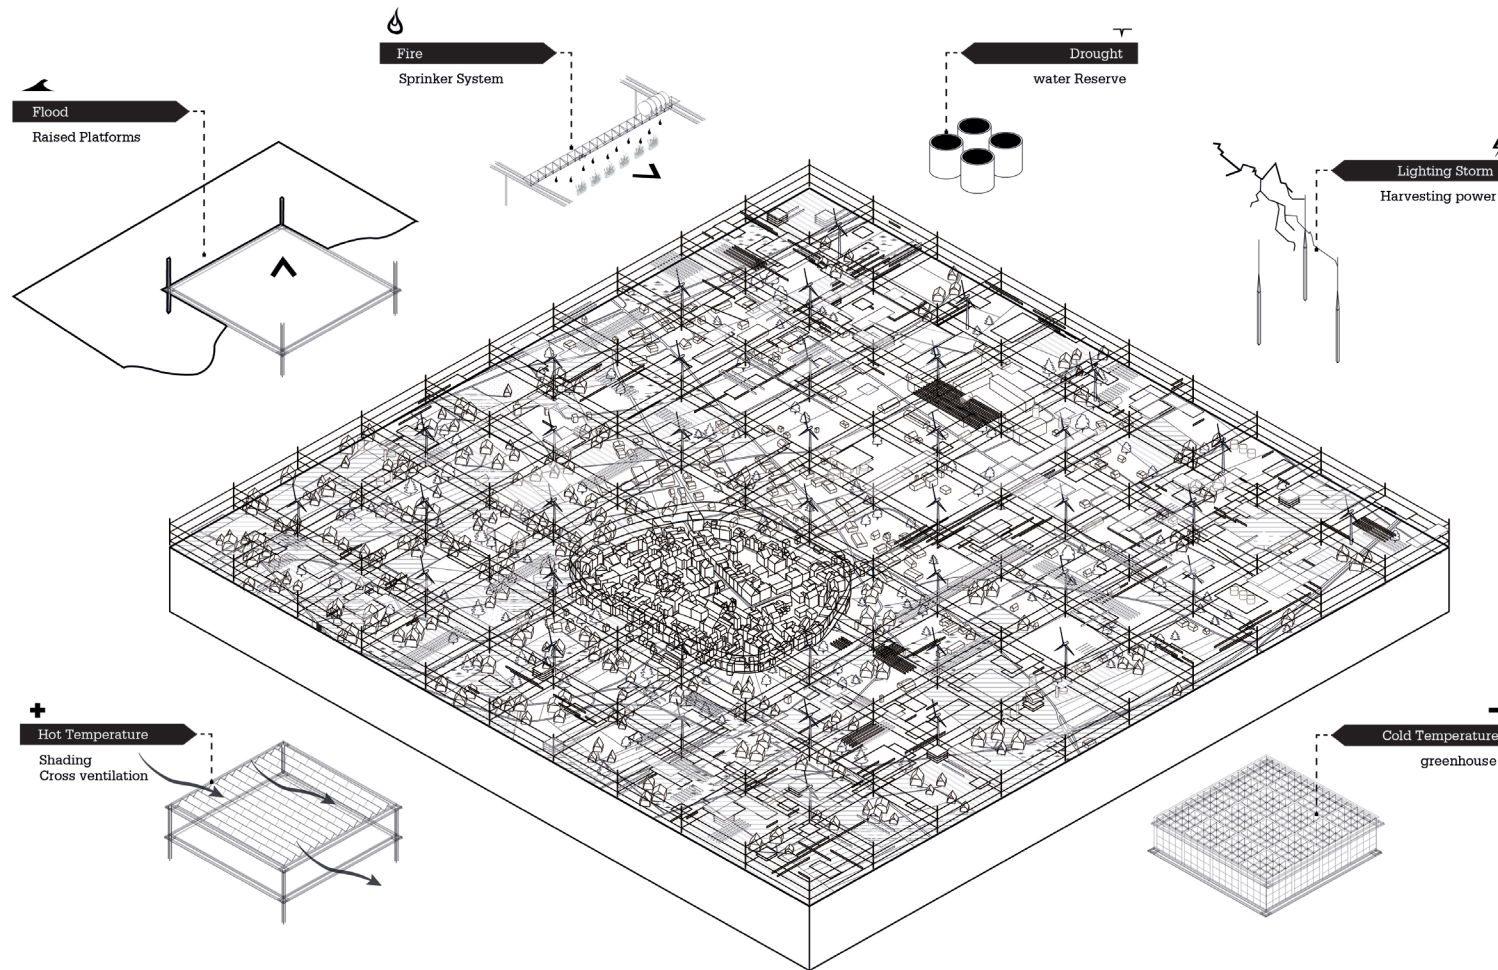 Fire
Sprinker System
Drought
water Reserve
Flood
Raised Platforms
Lighting Storm
Harvesting power
Hot Temperature
Shading
Cross ventilation
Cold Temperature
greenhouse